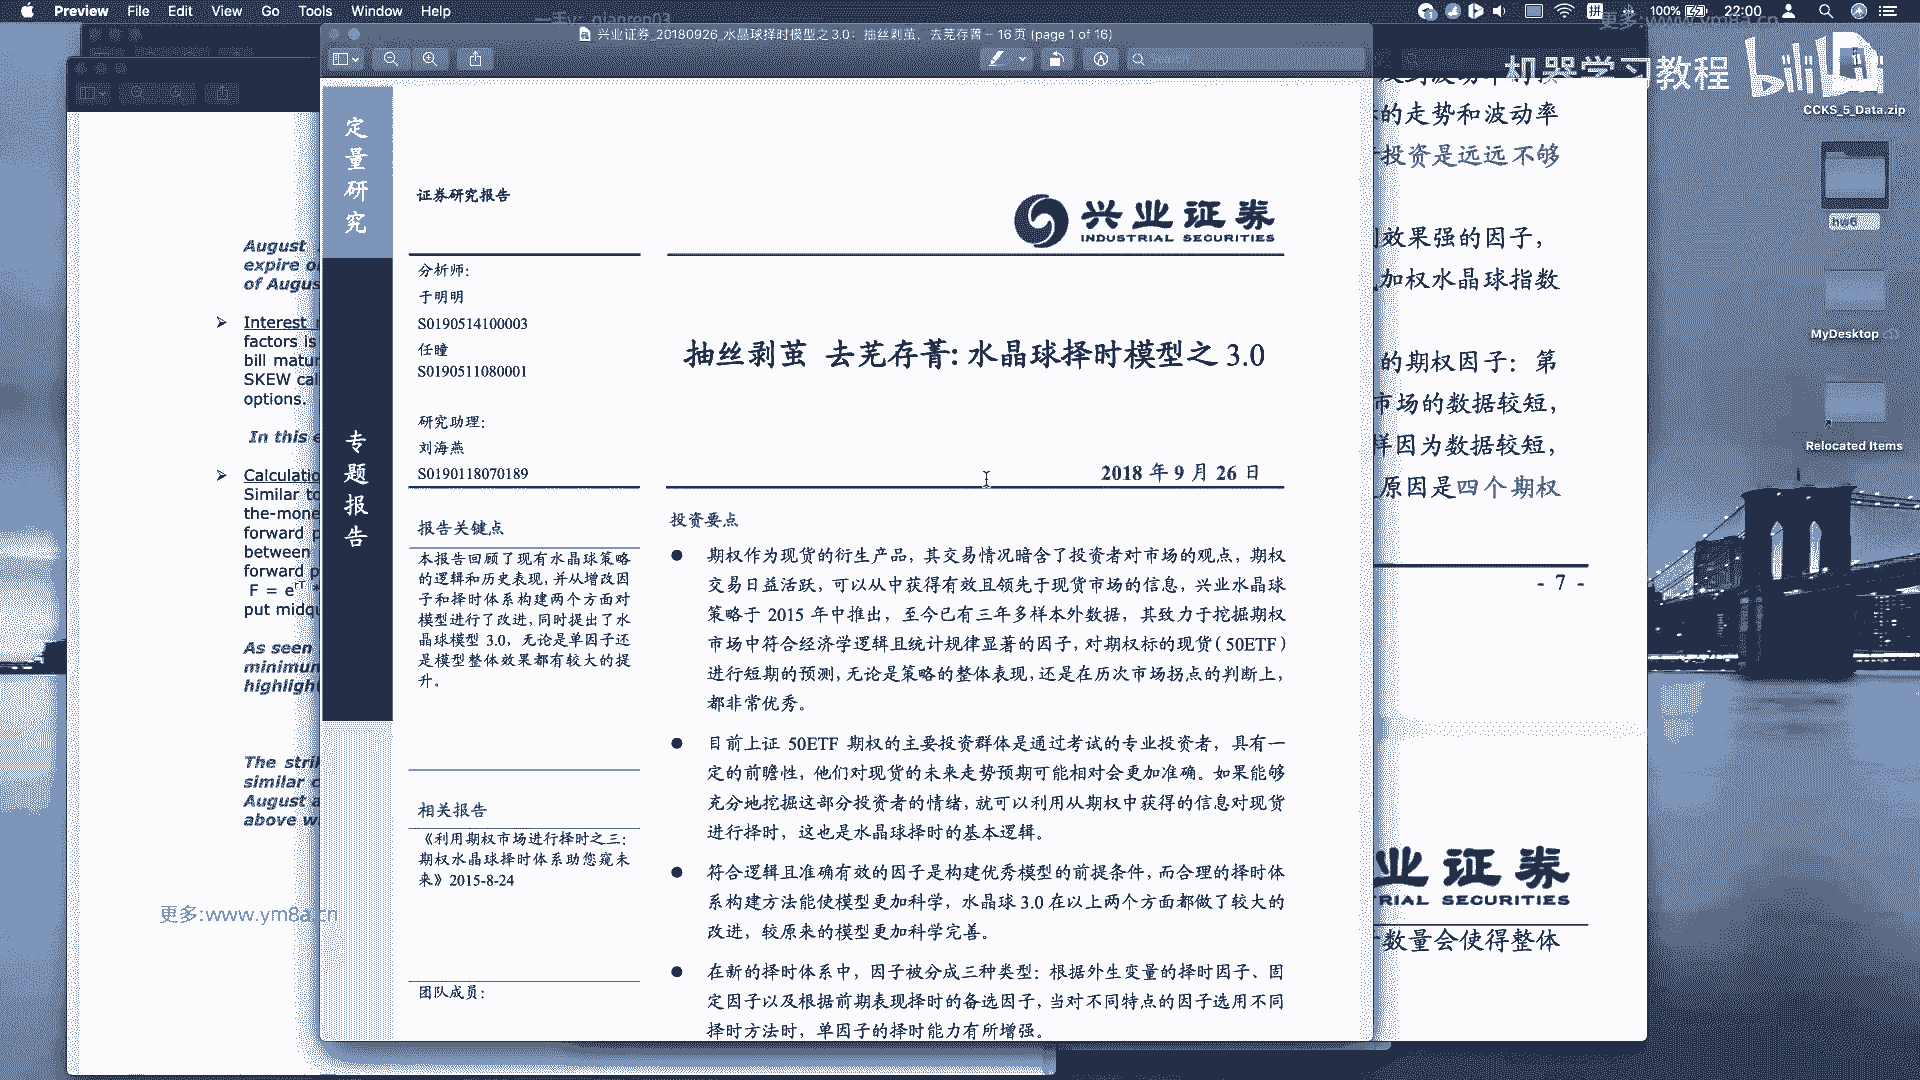 Preview File Edit View Go Tools Window Help
100% 22:00
更多:www.ym8a.cn
兴业证券_20180926_水晶球择时模型之3.0：抽丝剥茧，去芜存菁 – 16 页 (page 1 of 16)
Search
机器学习教程
bilibili
CCKS_5_Data.zip
hw6
MyDesktop
Relocated Items
定量研究
专题报告
证券研究报告
兴业证券
INDUSTRIAL SECURITIES
分析师：
于明明
S0190514100003
任瞳
S0190511080001
研究助理：
刘海燕
S0190118070189
抽丝剥茧 去芜存菁：水晶球择时模型之 3.0
2018 年 9 月 26 日
报告关键点
本报告回顾了现有水晶球策略
的逻辑和历史表现，并从增改因
子和择时体系构建两个方面对
模型进行了改进，同时提出了水
晶球模型 3.0，无论是单因子还
是模型整体效果都有较大的提
升。
相关报告
《利用期权市场进行择时之三：
期权水晶球择时体系助您窥未
来》2015-8-24
团队成员：
投资要点
● 期权作为现货的衍生产品，其交易情况暗含了投资者对市场的观点，期权
交易日益活跃，可以从中获得有效且领先于现货市场的信息，兴业水晶球
策略于 2015 年中推出，至今已有三年多样本外数据，其致力于挖掘期权
市场中符合经济学逻辑且统计规律显著的因子，对期权标的现货（50ETF）
进行短期的预测，无论是策略的整体表现，还是在历次市场拐点的判断上，
都非常优秀。
● 目前上证 50ETF 期权的主要投资群体是通过考试的专业投资者，具有一
定的前瞻性，他们对现货的未来走势预期可能相对会更加准确。如果能够
充分地挖掘这部分投资者的情绪，就可以利用从期权中获得的信息对现货
进行择时，这也是水晶球择时的基本逻辑。
● 符合逻辑且准确有效的因子是构建优秀模型的前提条件，而合理的择时体
系构建方法能使模型更加科学，水晶球 3.0 在以上两个方面都做了较大的
改进，较原来的模型更加科学完善。
● 在新的择时体系中，因子被分成三种类型：根据外生变量的择时因子、固
定因子以及根据前期表现择时的备选因子，当对不同特点的因子选用不同
择时方法时，单因子的择时能力有所增强。
August
expire o
of Augus
➢ Interest
factors is
bill matur
SKEW cal
options.
In this e
➢ Calculatio
Similar to
the-mone
forward p
between
forward p
F = erT *
put midqu
As seen
minimum
highlight
The strik
similar c
August a
above w
更多:www.ym8a.cn
的走势和波动率
投资是远远不够
效果强的因子，
加权水晶球指数
的期权因子：第
市场的数据较短，
样因为数据较短，
原因是四个期权
- 7 -
业证券
RIAL SECURITIES
数量会使得整体